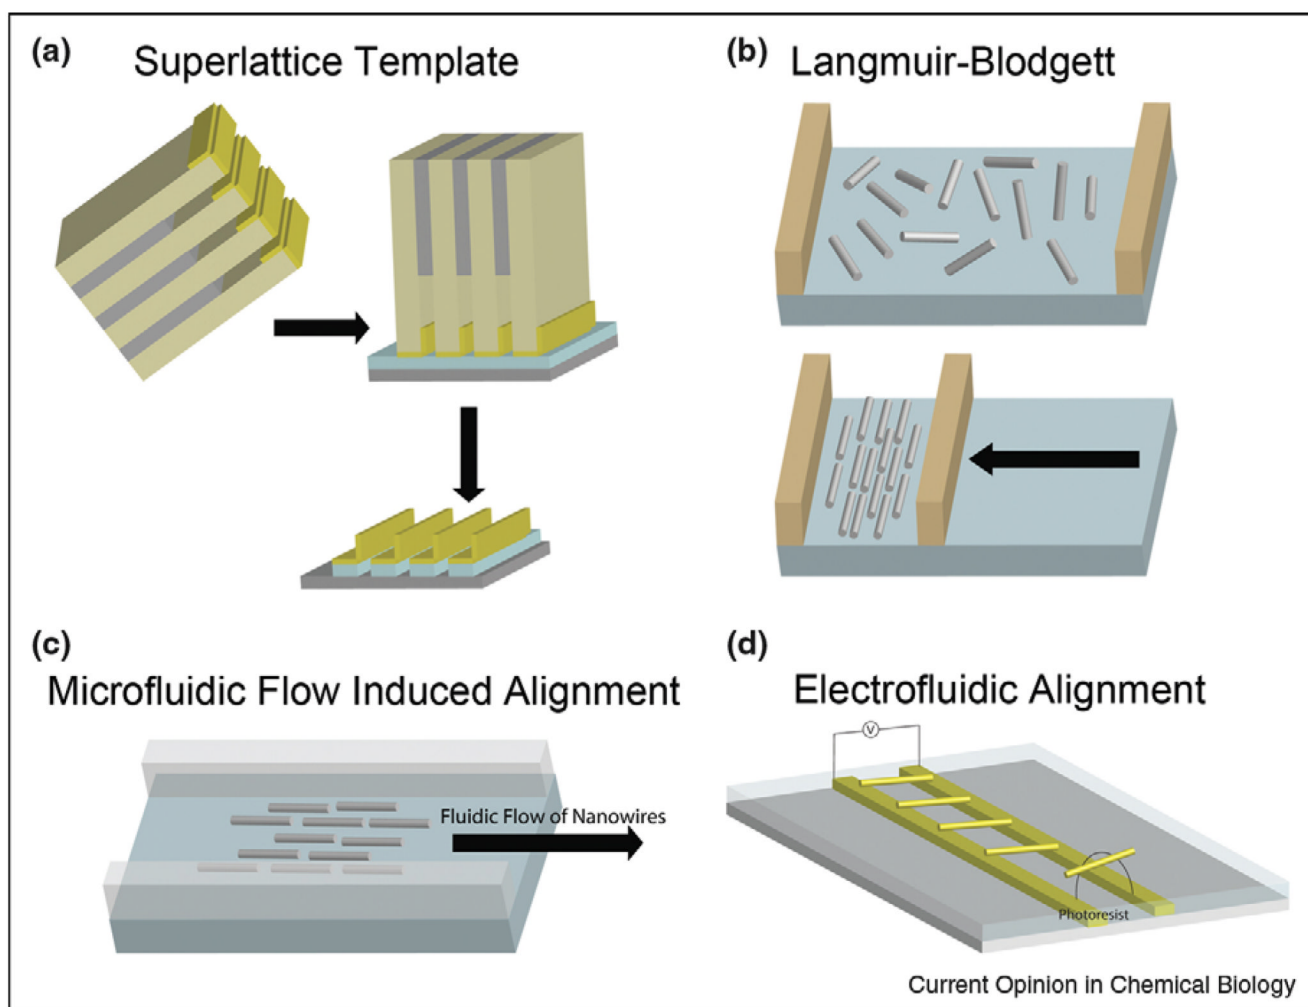 (a)
Superlattice Template
(b)
Langmuir-Blodgett
(c)
Microfluidic Flow Induced Alignment
Fluidic Flow of Nanowires
(d)
Electrofluidic Alignment
V
Photoresist
Current Opinion in Chemical Biology